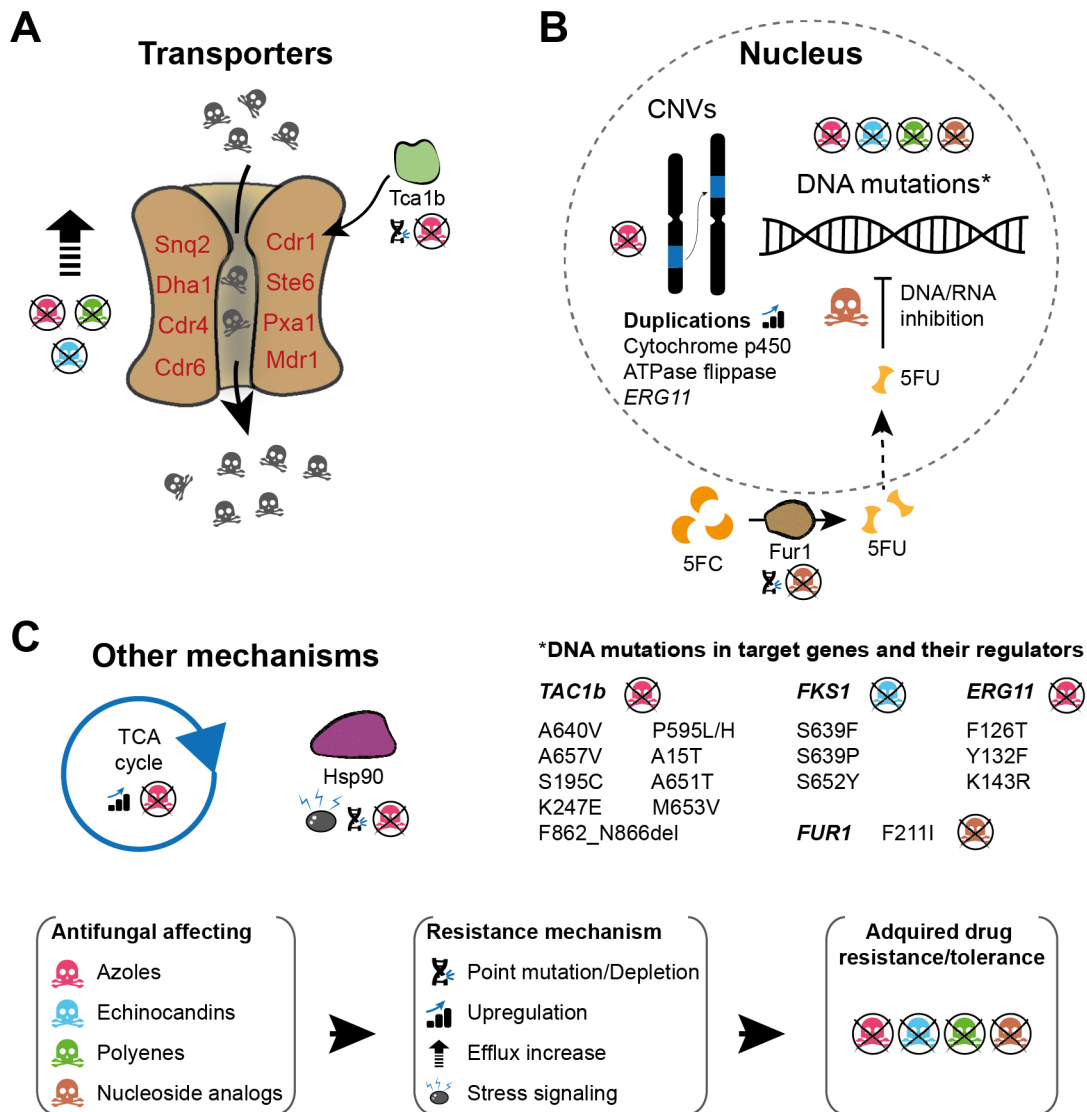 A
Transporters
Tca1b
Snq2
Cdr1
Dha1
Ste6
Cdr4
Pxa1
Cdr6
Mdr1
B
Nucleus
CNVs
DNA mutations*
Duplications
Cytochrome p450
ATPase flippase
ERG11
DNA/RNA
inhibition
5FU
5FC
Fur1
5FU
C
Other mechanisms
TCA
cycle
Hsp90
*DNA mutations in target genes and their regulators
TAC1b
A640V P595L/H
A657V A15T
S195C A651T
K247E M653V
F862_N866del
FKS1
S639F
S639P
S652Y
ERG11
F126T
Y132F
K143R
FUR1 F211I
Antifungal affecting
Azoles
Echinocandins
Polyenes
Nucleoside analogs
Resistance mechanism
Point mutation/Depletion
Upregulation
Efflux increase
Stress signaling
Adquired drug
resistance/tolerance